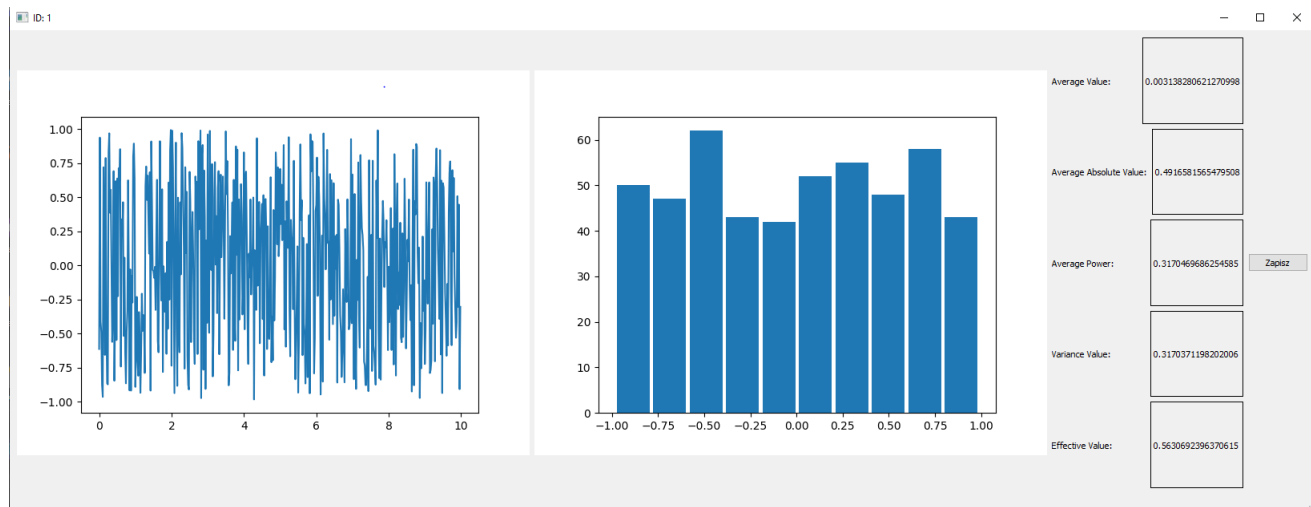 ID: 1
1.00
0.75
0.50
0.25
0.00
−0.25
−0.50
−0.75
−1.00
0 2 4 6 8 10
60
50
40
30
20
10
0
−1.00 −0.75 −0.50 −0.25 0.00 0.25 0.50 0.75 1.00
Average Value: 0.003138280621270998
Average Absolute Value: 0.4916581565479508
Average Power: 0.3170469686254585
Zapisz
Variance Value: 0.3170371198202006
Effective Value: 0.5630692396370615